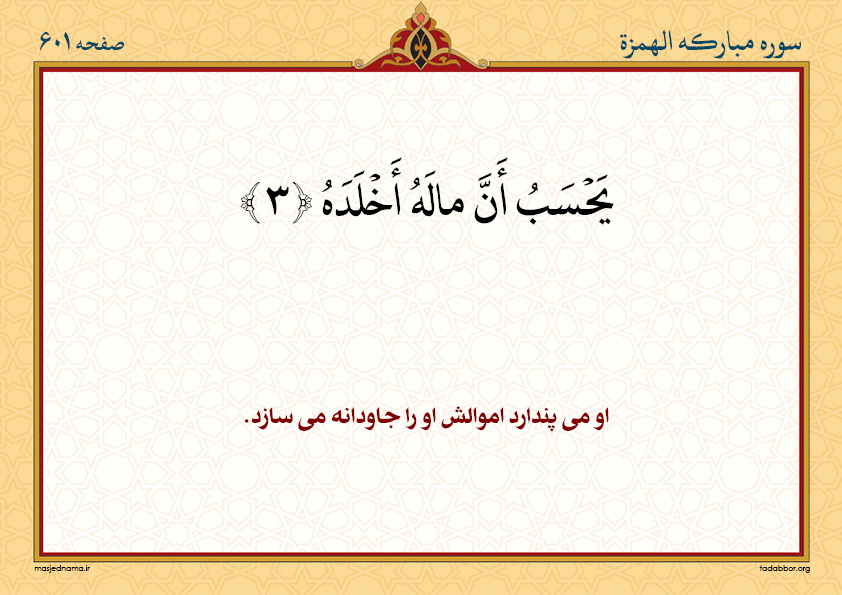 سوره مبارکه الهمزة
صفحه ۶۰۱
يَحْسَبُ أَنَّ مالَهُ أَخْلَدَهُ ﴿۳﴾
او می پندارد اموالش او را جاودانه می سازد.
masjednama.ir
tadabbor.org